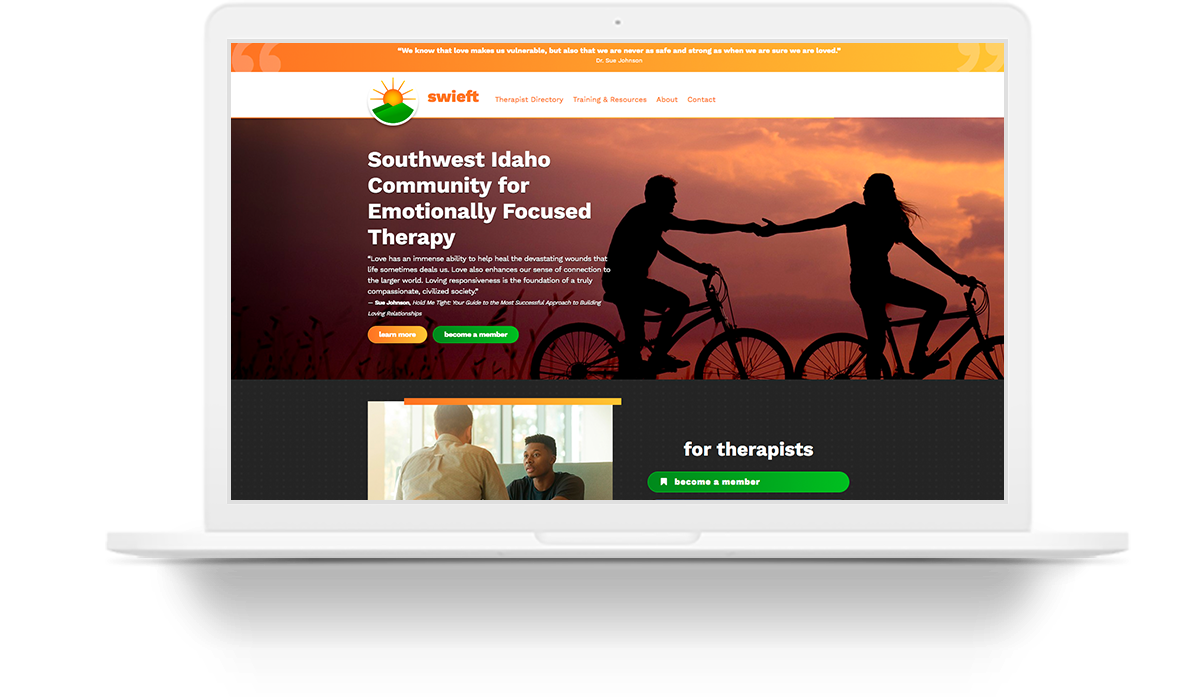 “We know that love makes us vulnerable, but also that we are never as safe and strong as when we are sure we are loved.”
Dr. Sue Johnson
swieft Therapist Directory Training & Resources About Contact
Southwest Idaho
Community for
Emotionally Focused
Therapy
“Love has an immense ability to help heal the devastating wounds that
life sometimes deals us. Love also enhances our sense of connection to
the larger world. Loving responsiveness is the foundation of a truly
compassionate, civilized society.”
— Sue Johnson, Hold Me Tight: Your Guide to the Most Successful Approach to Building
Loving Relationships
learn more become a member
for therapists
become a member